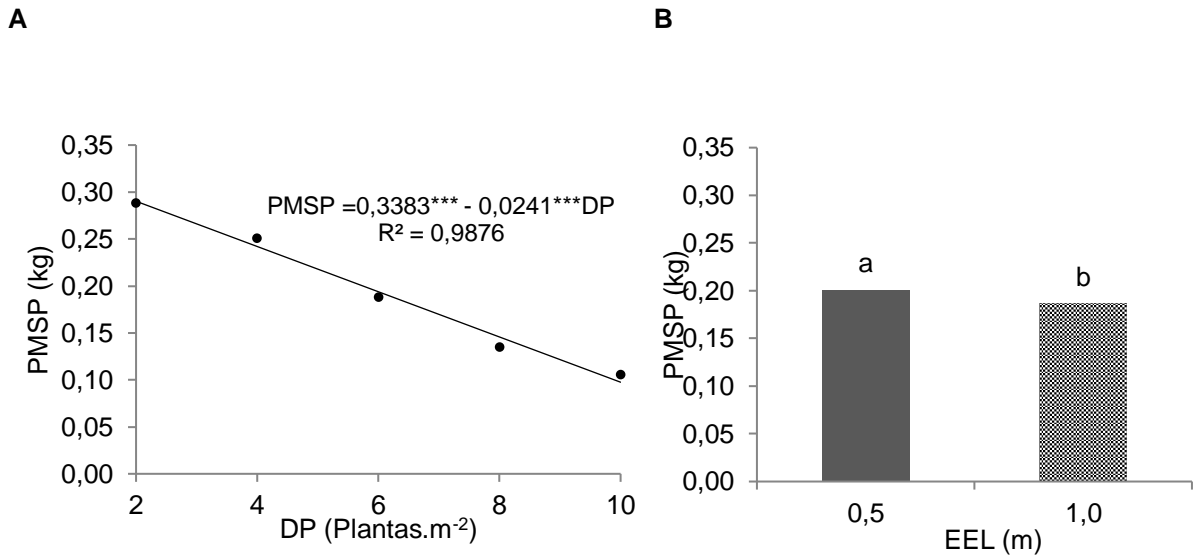 A
B
0,35
0,30
0,25
0,20
0,15
0,10
0,05
0,00
PMSP (kg)
PMSP =0,3383*** - 0,0241***DP
R² = 0,9876
2 4 6 8 10
DP (Plantas.m⁻²)
0,35
0,30
0,25
0,20
0,15
0,10
0,05
0,00
PMSP (kg)
a
b
0,5 1,0
EEL (m)